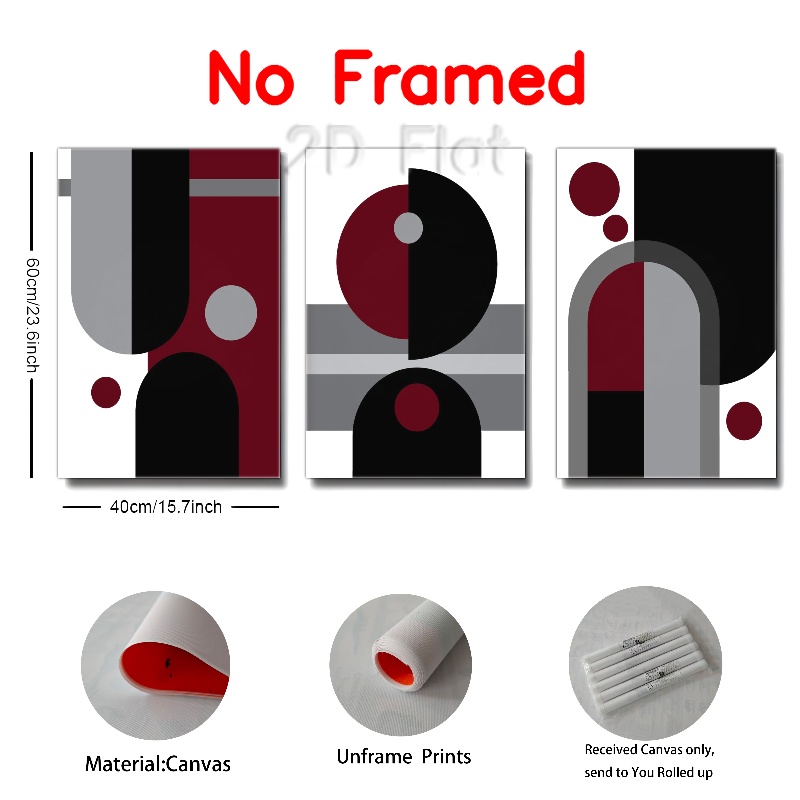 No Framed
2D Flat
60cm/23.6inch
40cm/15.7inch
Material:Canvas
Unframe Prints
Received Canvas only,
send to You Rolled up